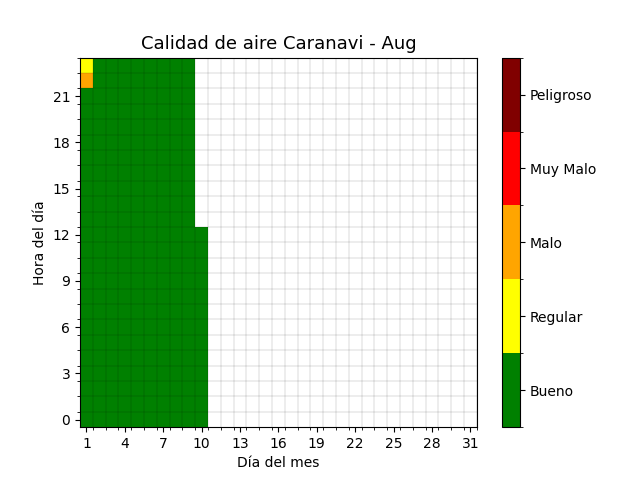 Calidad de aire Caranavi - Aug
Hora del día
21
18
15
12
9
6
3
0
1 4 7 10 13 16 19 22 25 28 31
Día del mes
Peligroso
Muy Malo
Malo
Regular
Bueno